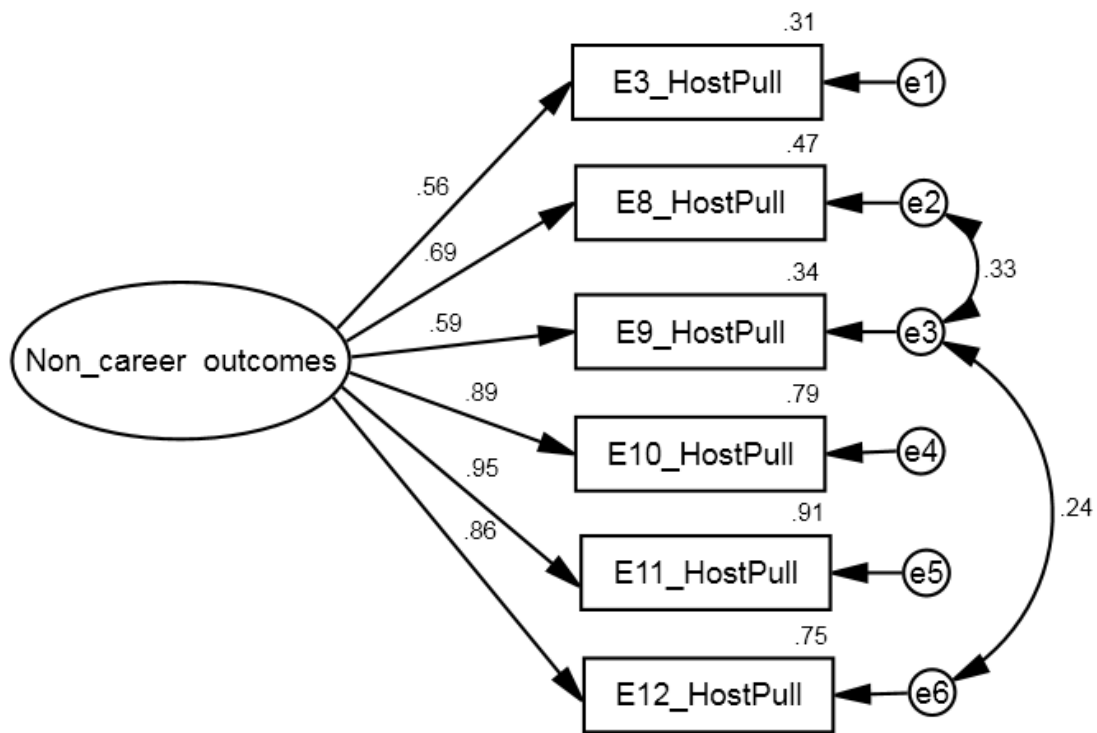 .31
E3_HostPull
e1
.56
.47
E8_HostPull
e2
.69
.33
.34
E9_HostPull
e3
.59
Non_career outcomes
.89
.79
E10_HostPull
e4
.95
.24
.91
E11_HostPull
e5
.86
.75
E12_HostPull
e6